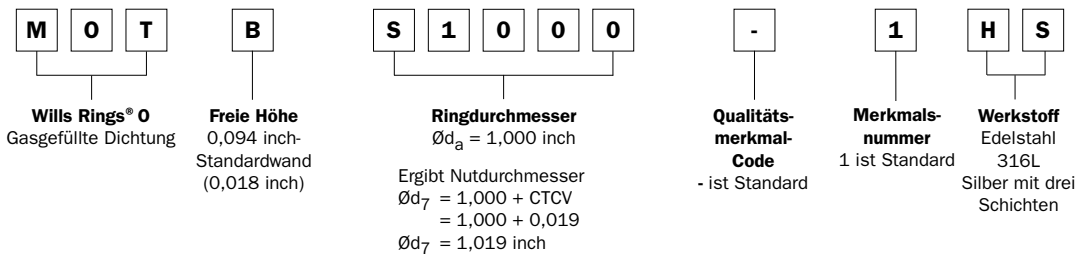 M O T B S 1 0 0 0 - 1 H S
Wills Rings® O
Gasgefüllte Dichtung
Freie Höhe
0,094 inch-
Standardwand
(0,018 inch)
Ringdurchmesser
Ød_a = 1,000 inch
Ergibt Nutdurchmesser
Ød_7 = 1,000 + CTCV
= 1,000 + 0,019
Ød_7 = 1,019 inch
Qualitäts-
merkmal-
Code
- ist Standard
Merkmals-
nummer
1 ist Standard
Werkstoff
Edelstahl
316L
Silber mit drei
Schichten